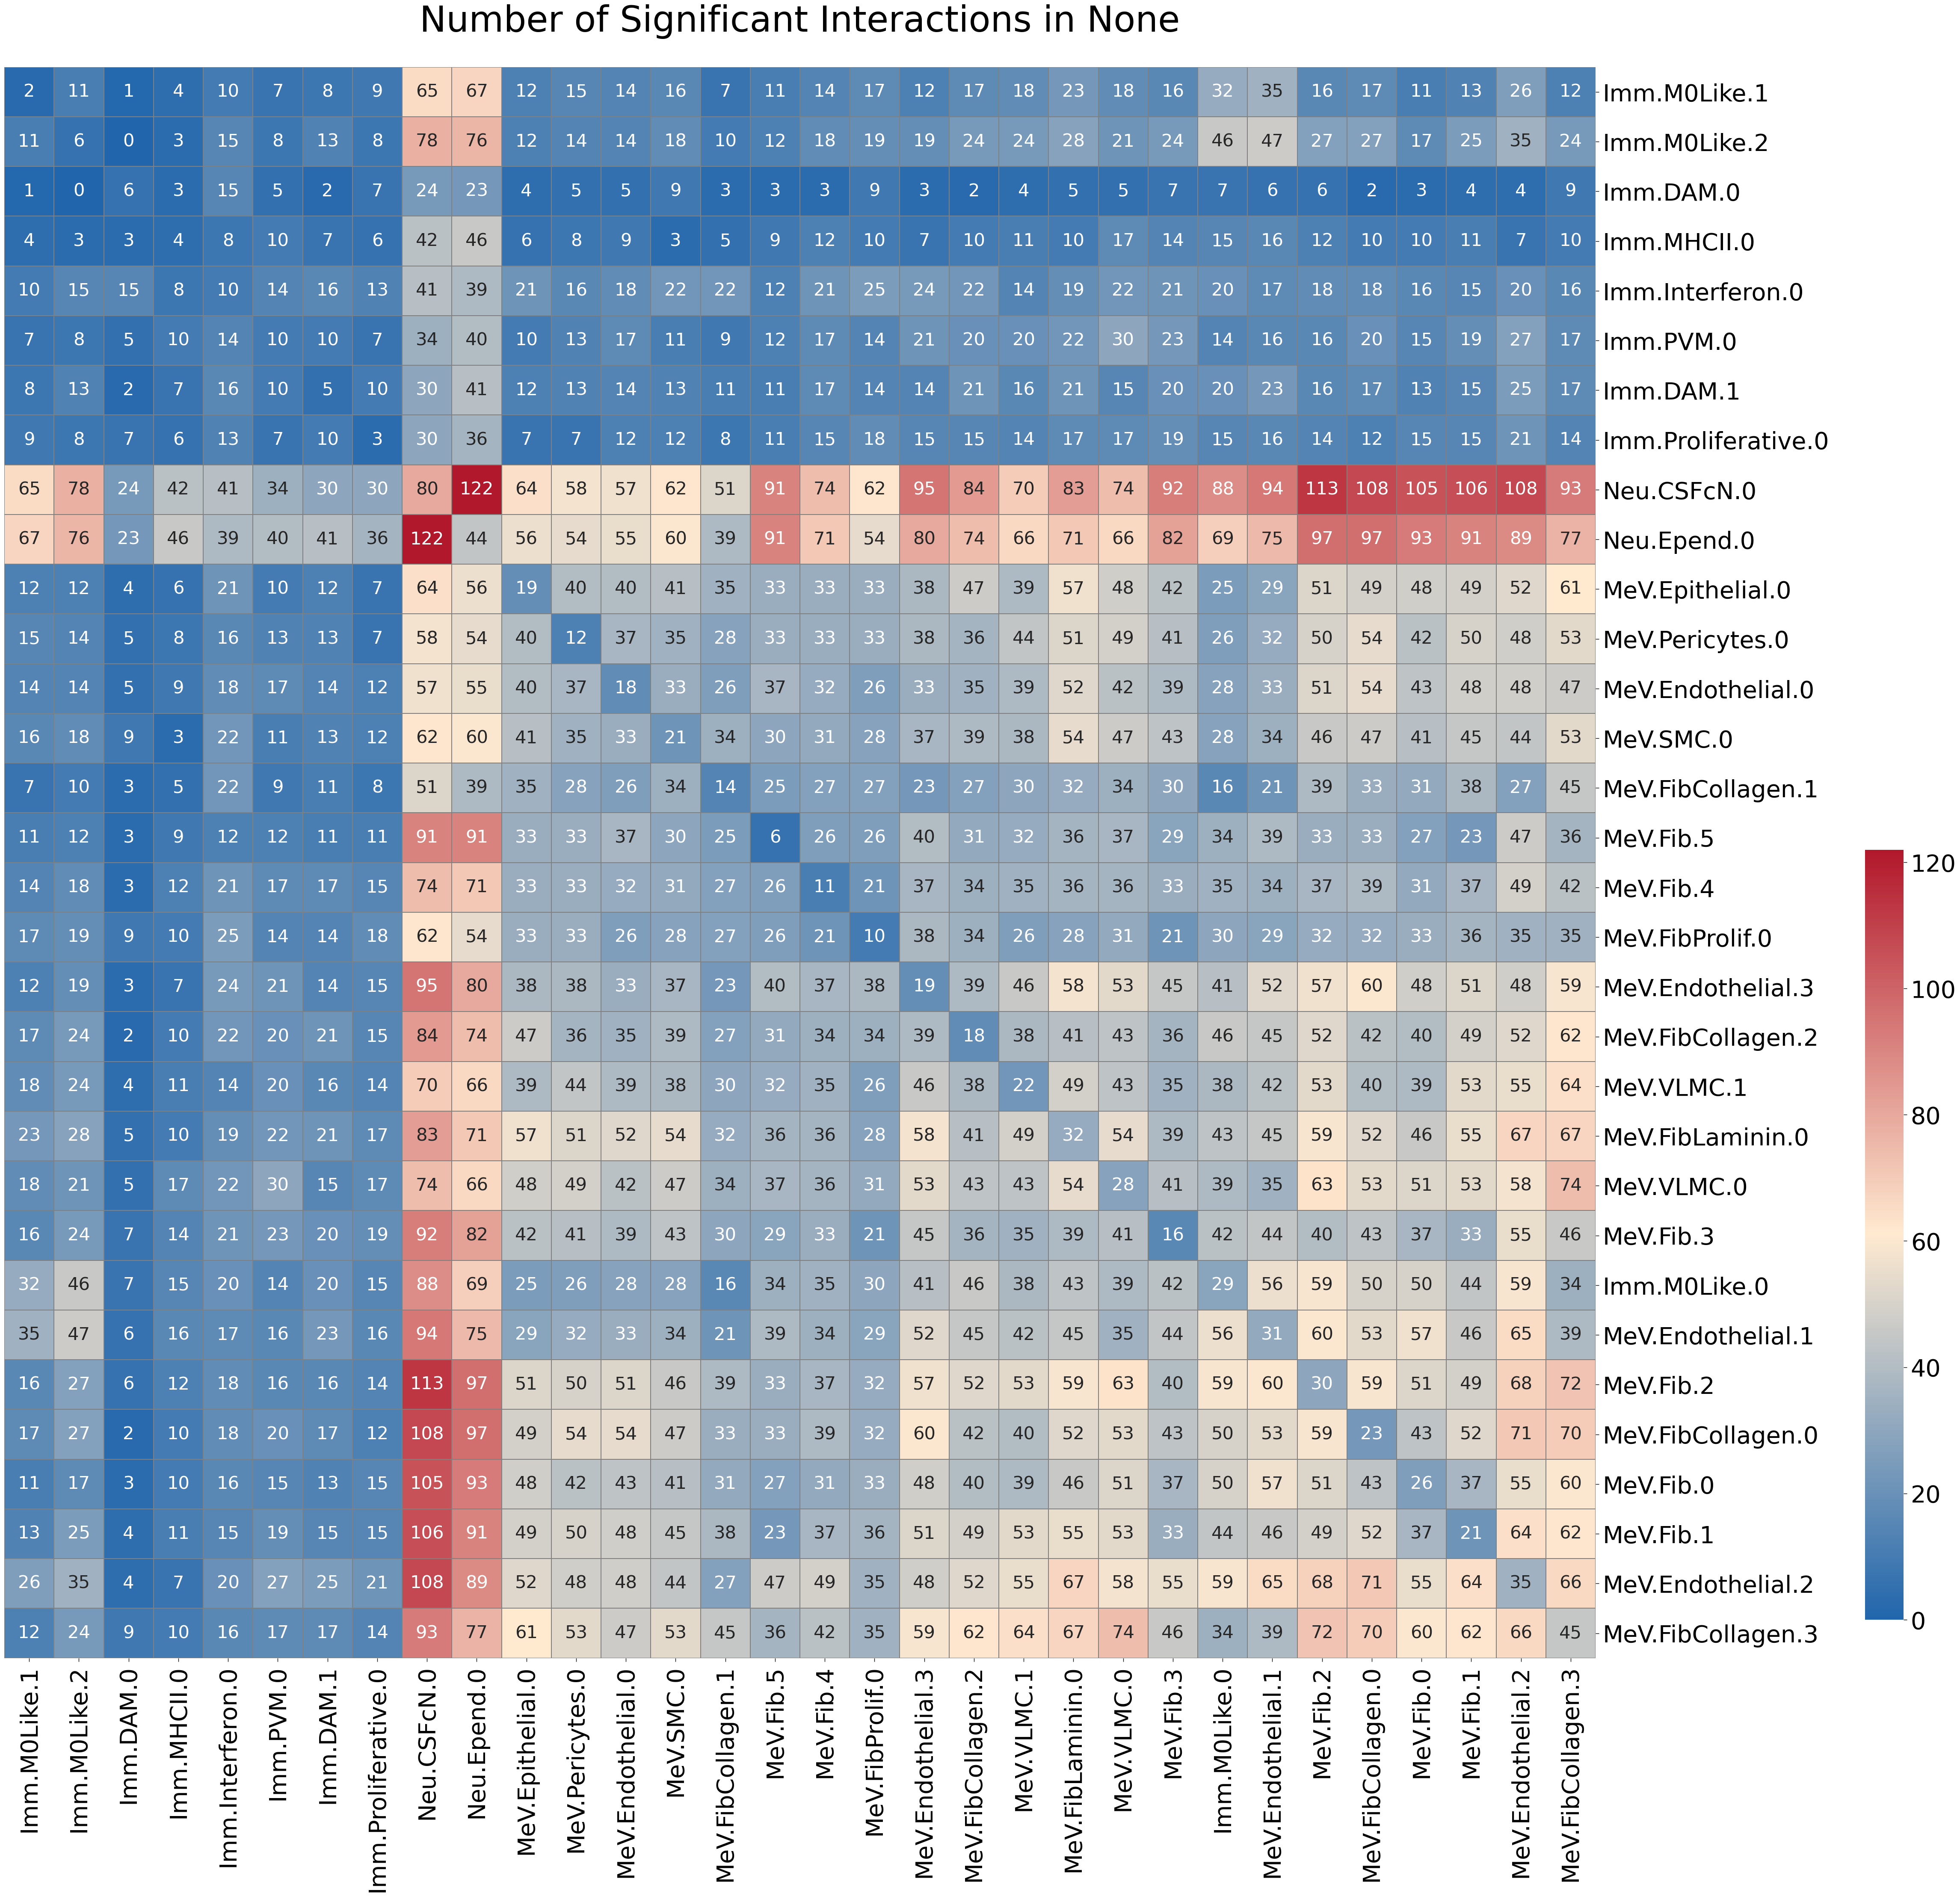 Number of Significant Interactions in None
2 11 1 4 10 7 8 9 65 67 12 15 14 16 7 11 14 17 12 17 18 23 18 16 32 35 16 17 11 13 26 12 Imm.M0Like.1
11 6 0 3 15 8 13 8 78 76 12 14 14 18 10 12 18 19 19 24 24 28 21 24 46 47 27 27 17 25 35 24 Imm.M0Like.2
1 0 6 3 15 5 2 7 24 23 4 5 5 9 3 3 3 9 3 2 4 5 5 7 7 6 6 2 3 4 4 9 Imm.DAM.0
4 3 3 4 8 10 7 6 42 46 6 8 9 3 5 9 12 10 7 10 11 10 17 14 15 16 12 10 10 11 7 10 Imm.MHCII.0
10 15 15 8 10 14 16 13 41 39 21 16 18 22 22 12 21 25 24 22 14 19 22 21 20 17 18 18 16 15 20 16 Imm.Interferon.0
7 8 5 10 14 10 10 7 34 40 10 13 17 11 9 12 17 14 21 20 20 22 30 23 14 16 16 20 15 19 27 17 Imm.PVM.0
8 13 2 7 16 10 5 10 30 41 12 13 14 13 11 11 17 14 14 21 16 21 15 20 20 23 16 17 13 15 25 17 Imm.DAM.1
9 8 7 6 13 7 10 3 30 36 7 7 12 12 8 11 15 18 15 15 14 17 17 19 15 16 14 12 15 15 21 14 Imm.Proliferative.0
65 78 24 42 41 34 30 30 80 122 64 58 57 62 51 91 74 62 95 84 70 83 74 92 88 94 113 108 105 106 108 93 Neu.CSFcN.0
67 76 23 46 39 40 41 36 122 44 56 54 55 60 39 91 71 54 80 74 66 71 66 82 69 75 97 97 93 91 89 77 Neu.Epend.0
12 12 4 6 21 10 12 7 64 56 19 40 40 41 35 33 33 33 38 47 39 57 48 42 25 29 51 49 48 49 52 61 MeV.Epithelial.0
15 14 5 8 16 13 13 7 58 54 40 12 37 35 28 33 33 33 38 36 44 51 49 41 26 32 50 54 42 50 48 53 MeV.Pericytes.0
14 14 5 9 18 17 14 12 57 55 40 37 18 33 26 37 32 26 33 35 39 52 42 39 28 33 51 54 43 48 48 47 MeV.Endothelial.0
16 18 9 3 22 11 13 12 62 60 41 35 33 21 34 30 31 28 37 39 38 54 47 43 28 34 46 47 41 45 44 53 MeV.SMC.0
7 10 3 5 22 9 11 8 51 39 35 28 26 34 14 25 27 27 23 27 30 32 34 30 16 21 39 33 31 38 27 45 MeV.FibCollagen.1
11 12 3 9 12 12 11 11 91 91 33 33 37 30 25 6 26 26 40 31 32 36 37 29 34 39 33 33 27 23 47 36 MeV.Fib.5
14 18 3 12 21 17 17 15 74 71 33 33 32 31 27 26 11 21 37 34 35 36 36 33 35 34 37 39 31 37 49 42 MeV.Fib.4
17 19 9 10 25 14 14 18 62 54 33 33 26 28 27 26 21 10 38 34 26 28 31 21 30 29 32 32 33 36 35 35 MeV.FibProlif.0
12 19 3 7 24 21 14 15 95 80 38 38 33 37 23 40 37 38 19 39 46 58 53 45 41 52 57 60 48 51 48 59 MeV.Endothelial.3
17 24 2 10 22 20 21 15 84 74 47 36 35 39 27 31 34 34 39 18 38 41 43 36 46 45 52 42 40 49 52 62 MeV.FibCollagen.2
18 24 4 11 14 20 16 14 70 66 39 44 39 38 30 32 35 26 46 38 22 49 43 35 38 42 53 40 39 53 55 64 MeV.VLMC.1
23 28 5 10 19 22 21 17 83 71 57 51 52 54 32 36 36 28 58 41 49 32 54 39 43 45 59 52 46 55 67 67 MeV.FibLaminin.0
18 21 5 17 22 30 15 17 74 66 48 49 42 47 34 37 36 31 53 43 43 54 28 41 39 35 63 53 51 53 58 74 MeV.VLMC.0
16 24 7 14 21 23 20 19 92 82 42 41 39 43 30 29 33 21 45 36 35 39 41 16 42 44 40 43 37 33 55 46 MeV.Fib.3
32 46 7 15 20 14 20 15 88 69 25 26 28 28 16 34 35 30 41 46 38 43 39 42 29 56 59 50 50 44 59 34 Imm.M0Like.0
35 47 6 16 17 16 23 16 94 75 29 32 33 34 21 39 34 29 52 45 42 45 35 44 56 31 60 53 57 46 65 39 MeV.Endothelial.1
16 27 6 12 18 16 16 14 113 97 51 50 51 46 39 33 37 32 57 52 53 59 63 40 59 60 30 59 51 49 68 72 MeV.Fib.2
17 27 2 10 18 20 17 12 108 97 49 54 54 47 33 33 39 32 60 42 40 52 53 43 50 53 59 23 43 52 71 70 MeV.FibCollagen.0
11 17 3 10 16 15 13 15 105 93 48 42 43 41 31 27 31 33 48 40 39 46 51 37 50 57 51 43 26 37 55 60 MeV.Fib.0
13 25 4 11 15 19 15 15 106 91 49 50 48 45 38 23 37 36 51 49 53 55 53 33 44 46 49 52 37 21 64 62 MeV.Fib.1
26 35 4 7 20 27 25 21 108 89 52 48 48 44 27 47 49 35 48 52 55 67 58 55 59 65 68 71 55 64 35 66 MeV.Endothelial.2
12 24 9 10 16 17 17 14 93 77 61 53 47 53 45 36 42 35 59 62 64 67 74 46 34 39 72 70 60 62 66 45 MeV.FibCollagen.3
Imm.M0Like.1
Imm.M0Like.2
Imm.DAM.0
Imm.MHCII.0
Imm.Interferon.0
Imm.PVM.0
Imm.DAM.1
Imm.Proliferative.0
Neu.CSFcN.0
Neu.Epend.0
MeV.Epithelial.0
MeV.Pericytes.0
MeV.Endothelial.0
MeV.SMC.0
MeV.FibCollagen.1
MeV.Fib.5
MeV.Fib.4
MeV.FibProlif.0
MeV.Endothelial.3
MeV.FibCollagen.2
MeV.VLMC.1
MeV.FibLaminin.0
MeV.VLMC.0
MeV.Fib.3
Imm.M0Like.0
MeV.Endothelial.1
MeV.Fib.2
MeV.FibCollagen.0
MeV.Fib.0
MeV.Fib.1
MeV.Endothelial.2
MeV.FibCollagen.3
120
100
80
60
40
20
0